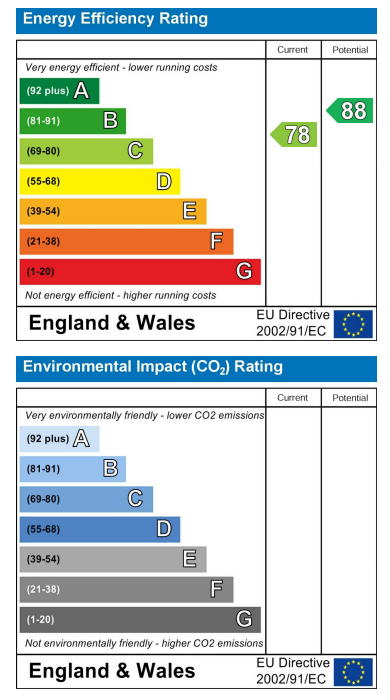 Energy Efficiency Rating
Current Potential
Very energy efficient - lower running costs
(92 plus) A
(81-91) B
(69-80) C
(55-68) D
(39-54) E
(21-38) F
(1-20) G
78
88
Not energy efficient - higher running costs
England & Wales
EU Directive
2002/91/EC
Environmental Impact (CO₂) Rating
Current Potential
Very environmentally friendly - lower CO2 emissions
(92 plus) A
(81-91) B
(69-80) C
(55-68) D
(39-54) E
(21-38) F
(1-20) G
Not environmentally friendly - higher CO2 emissions
England & Wales
EU Directive
2002/91/EC